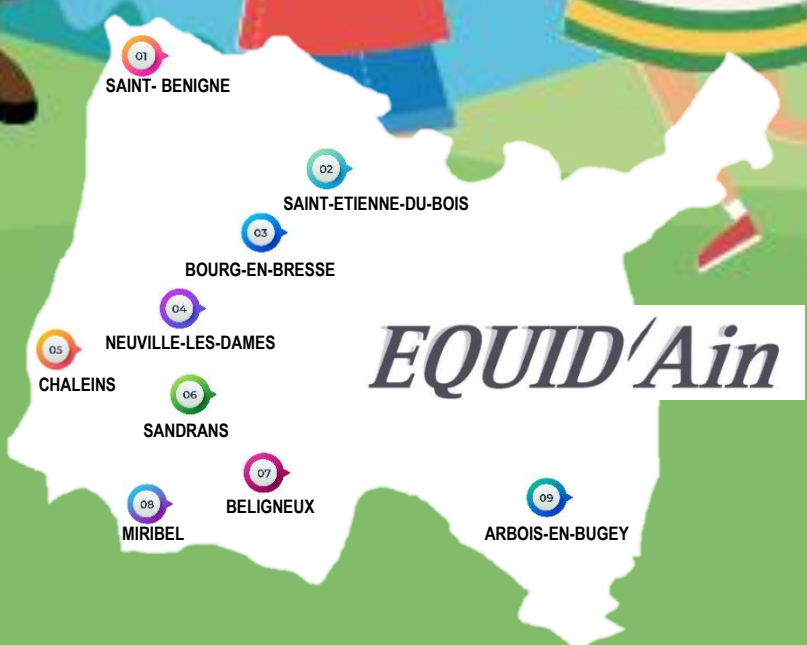 01
SAINT- BENIGNE
02
SAINT-ETIENNE-DU-BOIS
03
BOURG-EN-BRESSE
04
NEUVILLE-LES-DAMES
EQUID'Ain
05
CHALEINS
06
SANDRANS
07
BELIGNEUX
08
MIRIBEL
09
ARBOIS-EN-BUGEY